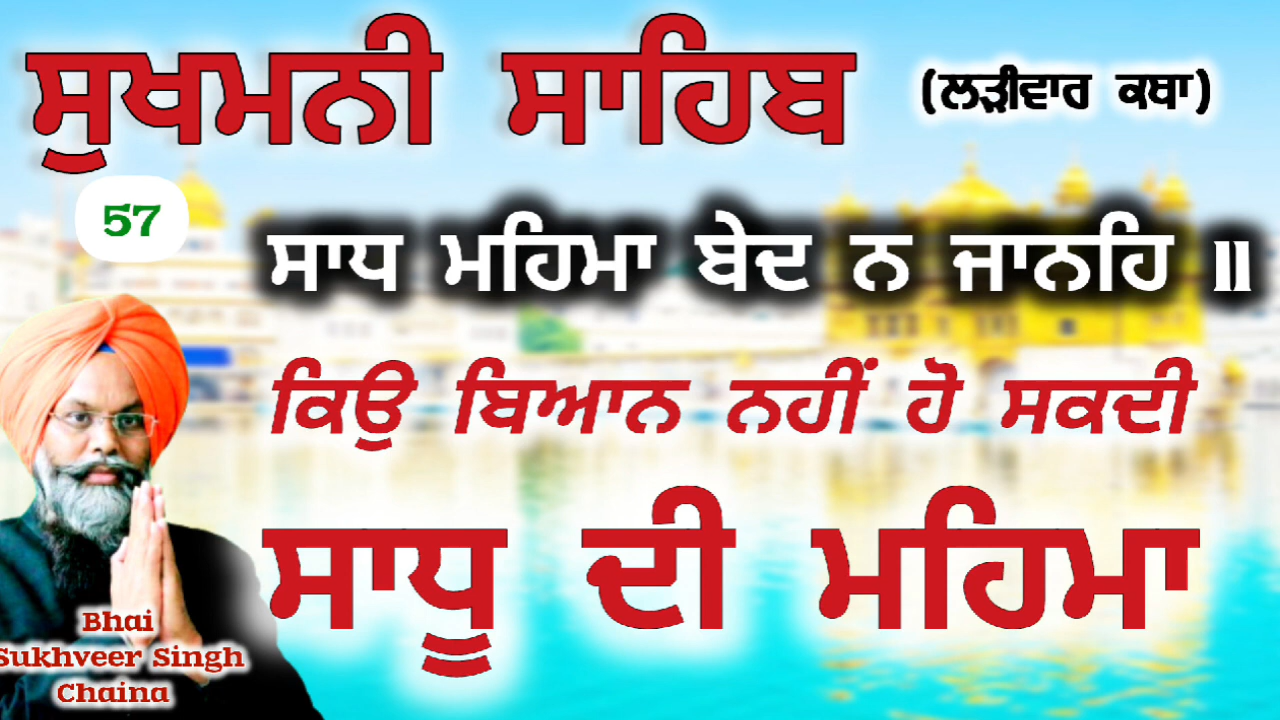 ਸੁਖਮਨੀ ਸਾਹਿਬ
(ਲੜੀਵਾਰ ਕਥਾ)
57
ਸਾਧ ਮਹਿਮਾ ਬੇਦ ਨ ਜਾਨਹਿ ॥
ਕਿਉ ਬਿਆਨ ਨਹੀਂ ਹੋ ਸਕਦੀ
ਸਾਧੂ ਦੀ ਮਹਿਮਾ
Bhai
Sukhveer Singh
Chaina